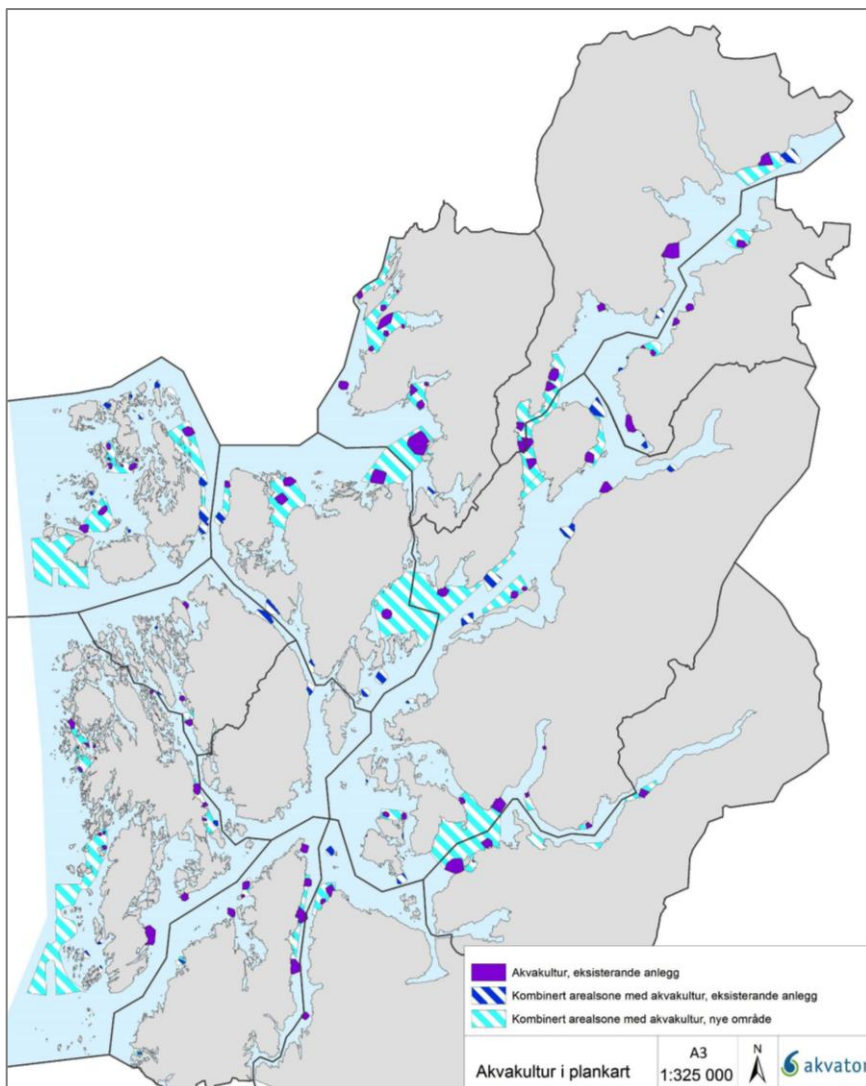 Akvakultur, eksisterande anlegg
Kombinert arealsone med akvakultur, eksisterande anlegg
Kombinert arealsone med akvakultur, nye område
Akvakultur i plankart
A3
1:325 000
N
akvator